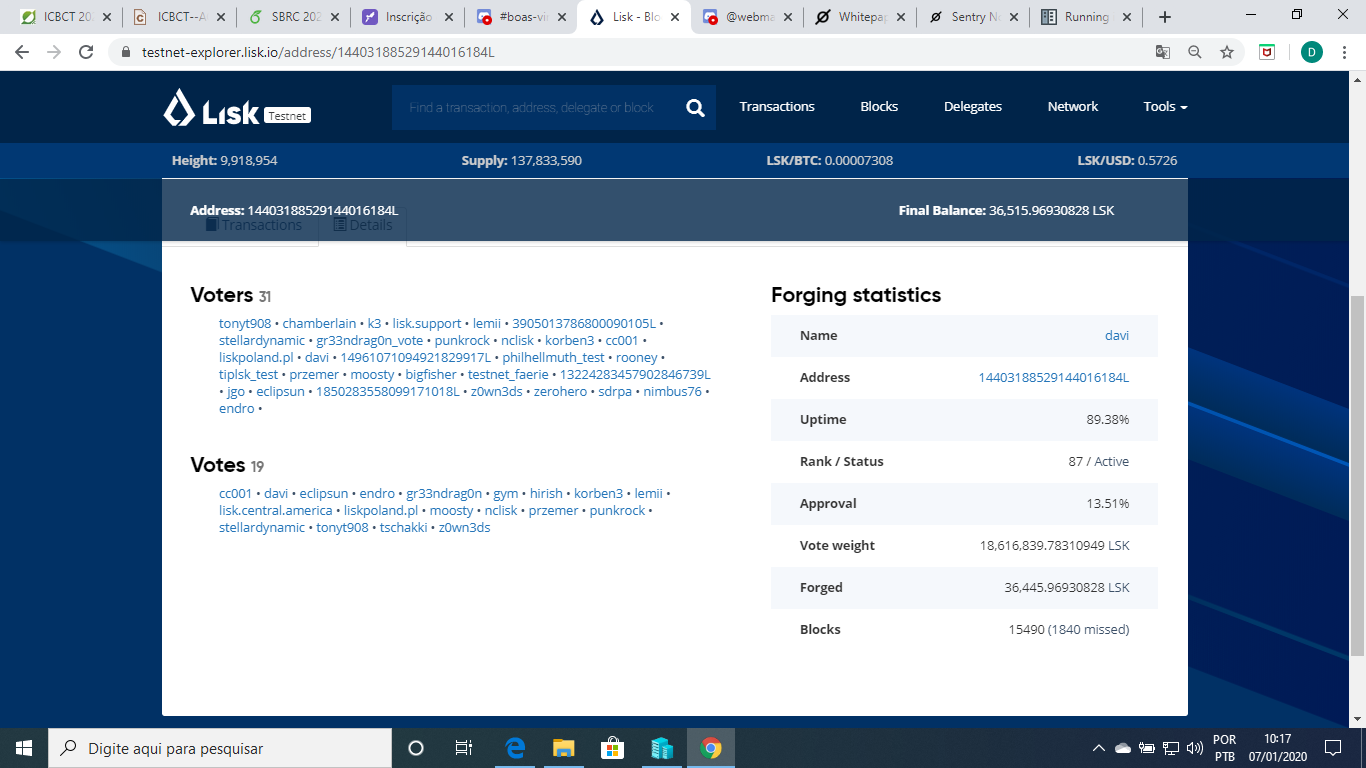 ICBCT 202
ICBCT--A
SBRC 202
Inscrição
#boas-vin
Lisk - Blo
@webma
Whitepap
Sentry No
Running
testnet-explorer.lisk.io/address/14403188529144016184L
D
Lisk Testnet
Find a transaction, address, delegate or block
Transactions
Blocks
Delegates
Network
Tools
Height: 9,918,954
Supply: 137,833,590
LSK/BTC: 0.00007308
LSK/USD: 0.5726
Address: 14403188529144016184L
Final Balance: 36,515.96930828 LSK
Transactions
Details
Voters 31
tonyt908 • chamberlain • k3 • lisk.support • lemii • 3905013786800090105L •
stellardynamic • gr33ndrag0n_vote • punkrock • nclisk • korben3 • cc001 •
liskpoland.pl • davi • 14961071094921829917L • philhellmuth_test • rooney •
tiplsk_test • przemer • moosty • bigfisher • testnet_faerie • 13224283457902846739L
• jgo • eclipsun • 1850283558099171018L • z0wn3ds • zerohero • sdrpa • nimbus76 •
endro •
Votes 19
cc001 • davi • eclipsun • endro • gr33ndrag0n • gym • hirish • korben3 • lemii •
lisk.central.america • liskpoland.pl • moosty • nclisk • przemer • punkrock •
stellardynamic • tonyt908 • tschakki • z0wn3ds
Forging statistics
Name davi
Address 14403188529144016184L
Uptime 89.38%
Rank / Status 87 / Active
Approval 13.51%
Vote weight 18,616,839.78310949 LSK
Forged 36,445.96930828 LSK
Blocks 15490 (1840 missed)
Digite aqui para pesquisar
POR
PTB
10:17
07/01/2020